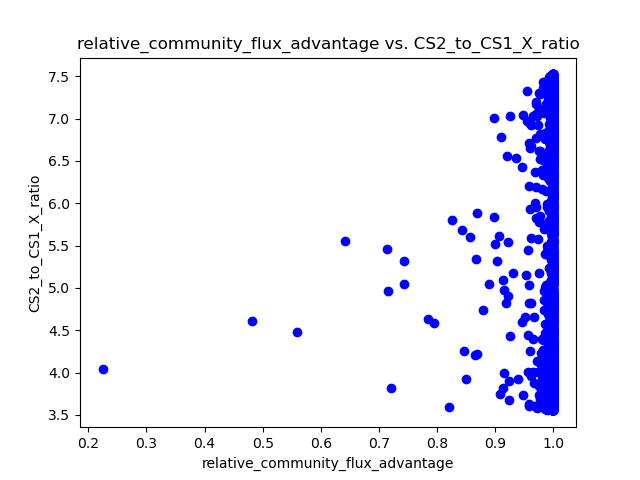 relative_community_flux_advantage vs. CS2_to_CS1_X_ratio
CS2_to_CS1_X_ratio
7.5
7.0
6.5
6.0
5.5
5.0
4.5
4.0
3.5
0.2 0.3 0.4 0.5 0.6 0.7 0.8 0.9 1.0
relative_community_flux_advantage